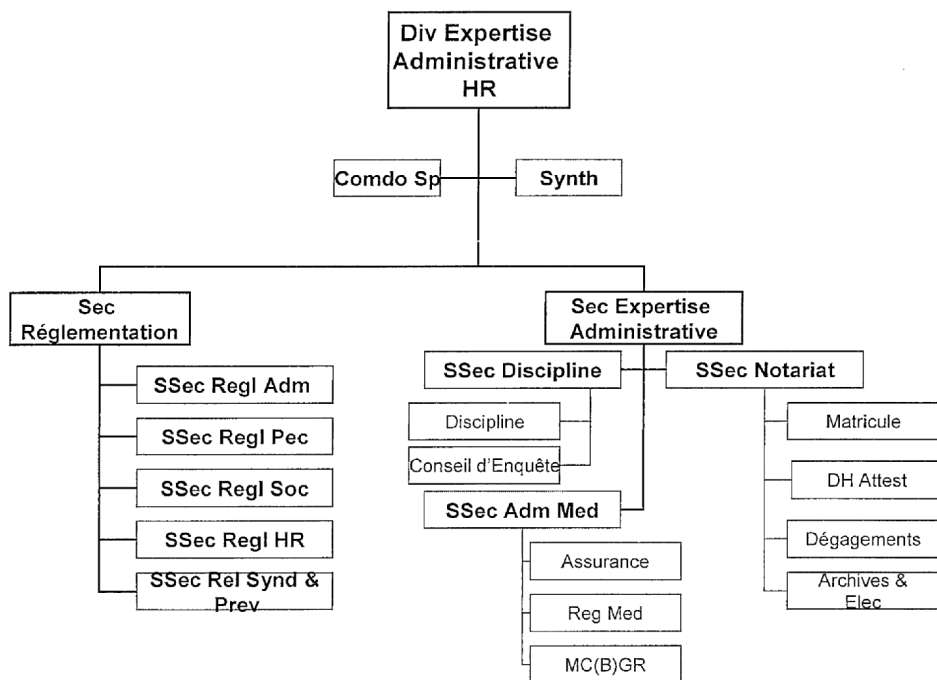 Div Expertise
Administrative
HR
Comdo Sp
Synth
Sec
Réglementation
Sec Expertise
Administrative
SSec Regl Adm
SSec Regl Pec
SSec Regl Soc
SSec Regl HR
SSec Rel Synd &
Prev
SSec Discipline
Discipline
Conseil d'Enquête
SSec Adm Med
Assurance
Reg Med
MC(B)GR
SSec Notariat
Matricule
DH Attest
Dégagements
Archives &
Elec